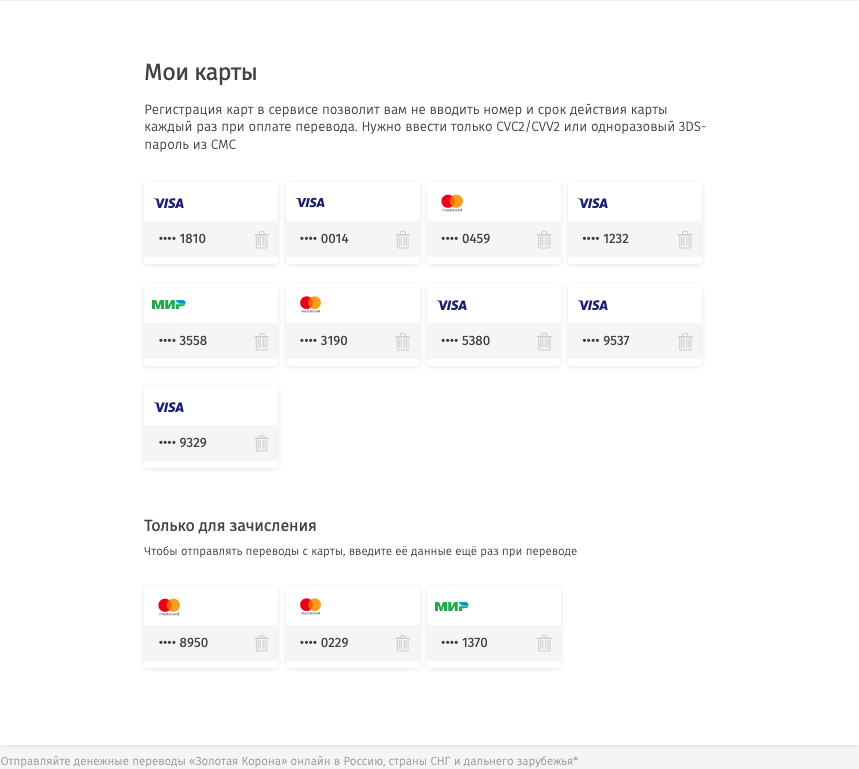 Мои карты
Регистрация карт в сервисе позволит вам не вводить номер и срок действия карты
каждый раз при оплате перевода. Нужно ввести только CVC2/CVV2 или одноразовый 3DS-
пароль из СМС
VISA VISA mastercard VISA
•••• 1810 •••• 0014 •••• 0459 •••• 1232
МИР mastercard VISA VISA
•••• 3558 •••• 3190 •••• 5380 •••• 9537
VISA
•••• 9329
Только для зачисления
Чтобы отправлять переводы с карты, введите её данные ещё раз при переводе
mastercard mastercard МИР
•••• 8950 •••• 0229 •••• 1370
Отправляйте денежные переводы «Золотая Корона» онлайн в Россию, страны СНГ и дальнего зарубежья*